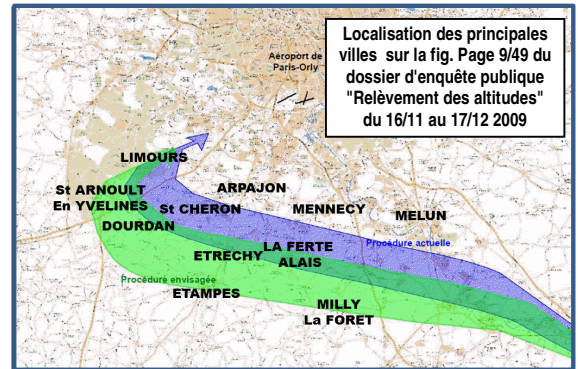 Localisation des principales
villes sur la fig. Page 9/49 du
dossier d'enquête publique
"Relèvement des altitudes"
du 16/11 au 17/12 2009
Aéroport de
Paris-Orly
LIMOURS
St ARNOULT
En YVELINES
ARPAJON
St CHERON
MENNECY
MELUN
DOURDAN
Procédure actuelle
LA FERTE
ALAIS
ETRECHY
Procédure envisagée
ETAMPES
MILLY
La FORET